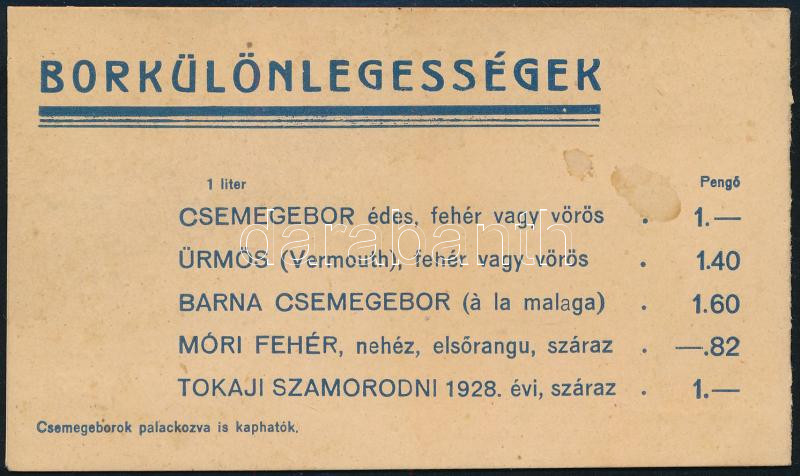 BORKÜLÖNLEGESSÉGEK
1 liter Pengő
CSEMEGEBOR édes, fehér vagy vörös . 1.—
ÜRMÖS (Vermouth), fehér vagy vörös . 1.40
BARNA CSEMEGEBOR (à la malaga) . 1.60
MÓRI FEHÉR, nehéz, elsőrangu, száraz . —.82
TOKAJI SZAMORODNI 1928. évi, száraz . 1.—
Csemegeborok palackozva is kaphatók.
darabanth